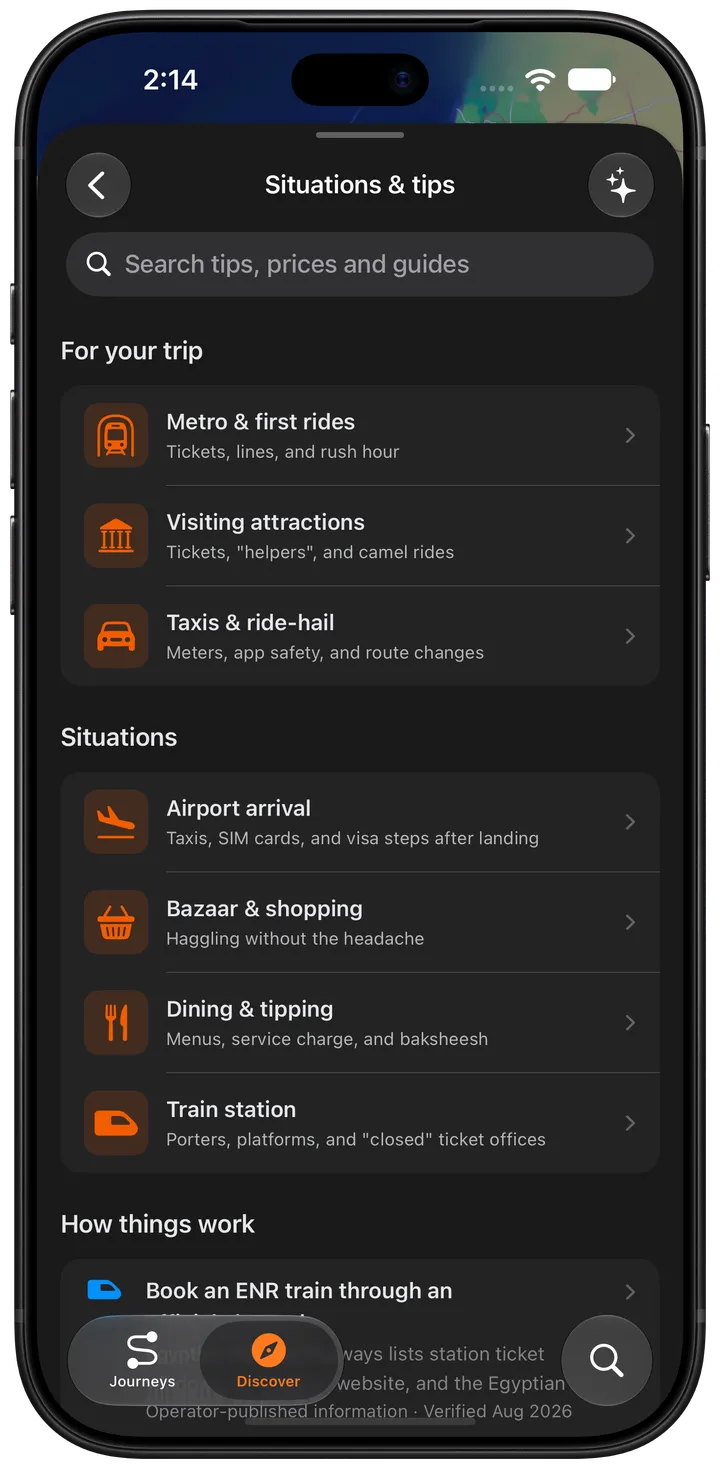 2:14
Situations & tips
Search tips, prices and guides
For your trip
Metro & first rides
Tickets, lines, and rush hour
Visiting attractions
Tickets, "helpers", and camel rides
Taxis & ride-hail
Meters, app safety, and route changes
Situations
Airport arrival
Taxis, SIM cards, and visa steps after landing
Bazaar & shopping
Haggling without the headache
Dining & tipping
Menus, service charge, and baksheesh
Train station
Porters, platforms, and "closed" ticket offices
How things work
Book an ENR train through an
ways lists station ticket
website, and the Egyptian
Operator-published information · Verified Aug 2026
Journeys
Discover